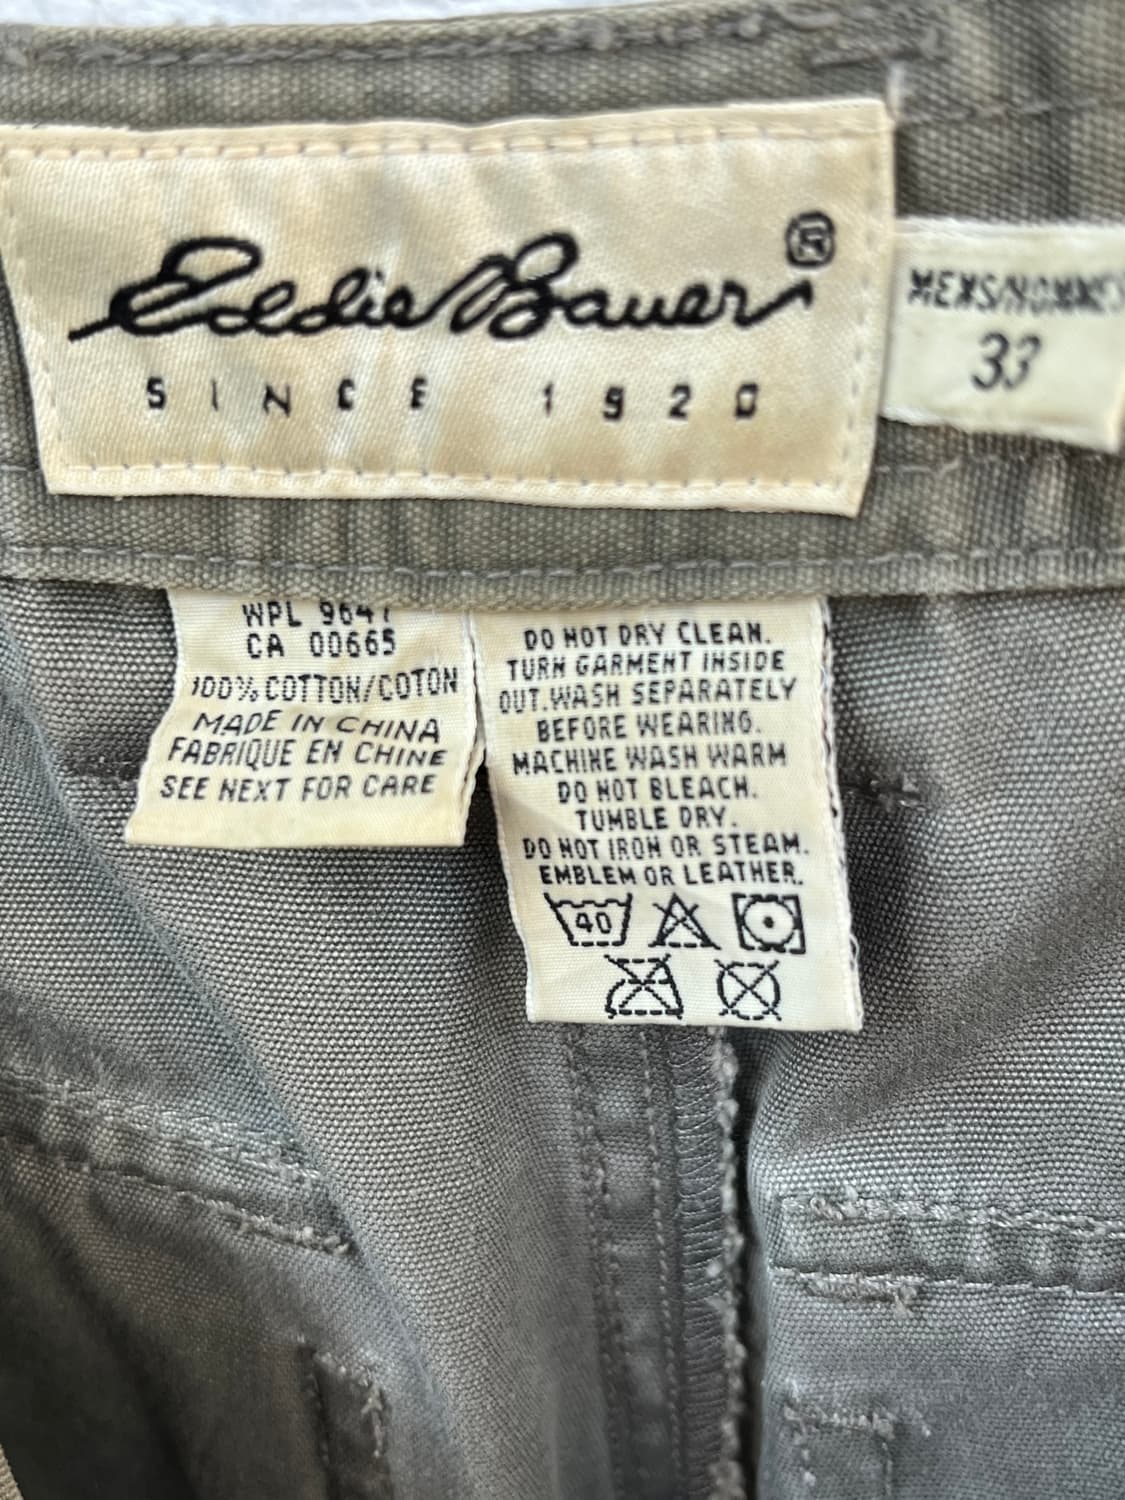 Eddie Bauer®
SINCE 1920
MENS/HOMMES
33
WPL 9647
CA 00665
100% COTTON/COTON
MADE IN CHINA
FABRIQUE EN CHINE
SEE NEXT FOR CARE
DO NOT DRY CLEAN.
TURN GARMENT INSIDE
OUT.WASH SEPARATELY
BEFORE WEARING.
MACHINE WASH WARM
DO NOT BLEACH.
TUMBLE DRY.
DO NOT IRON OR STEAM.
EMBLEM OR LEATHER.
40